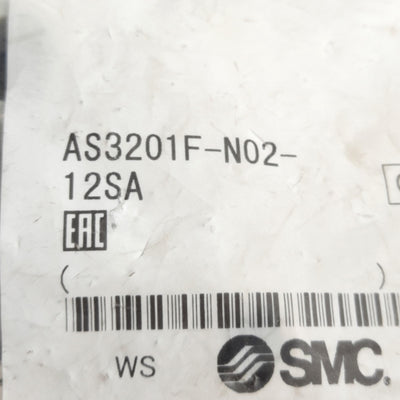 AS3201F-N02-
12SA
EAC
( )
WS SMC.